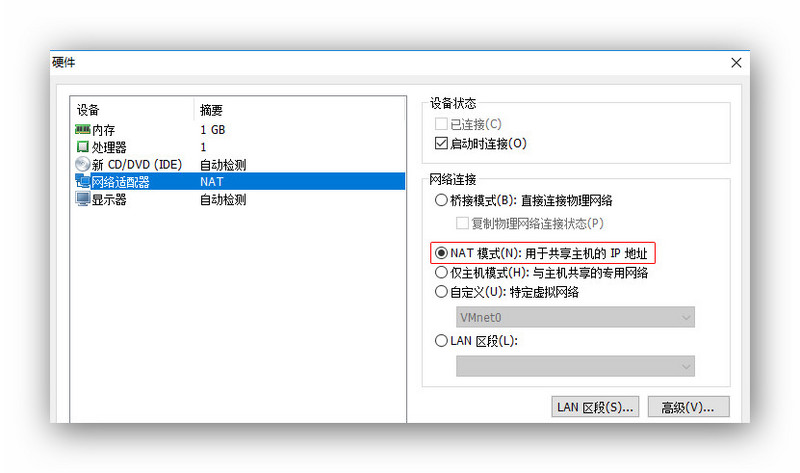 硬件
设备 摘要
内存 1 GB
处理器 1
新 CD/DVD (IDE) 自动检测
网络适配器 NAT
显示器 自动检测
设备状态
已连接(C)
启动时连接(O)
网络连接
桥接模式(B): 直接连接物理网络
复制物理网络连接状态(P)
NAT 模式(N): 用于共享主机的 IP 地址
仅主机模式(H): 与主机共享的专用网络
自定义(U): 特定虚拟网络
VMnet0
LAN 区段(L):
LAN 区段(S)... 高级(V)...